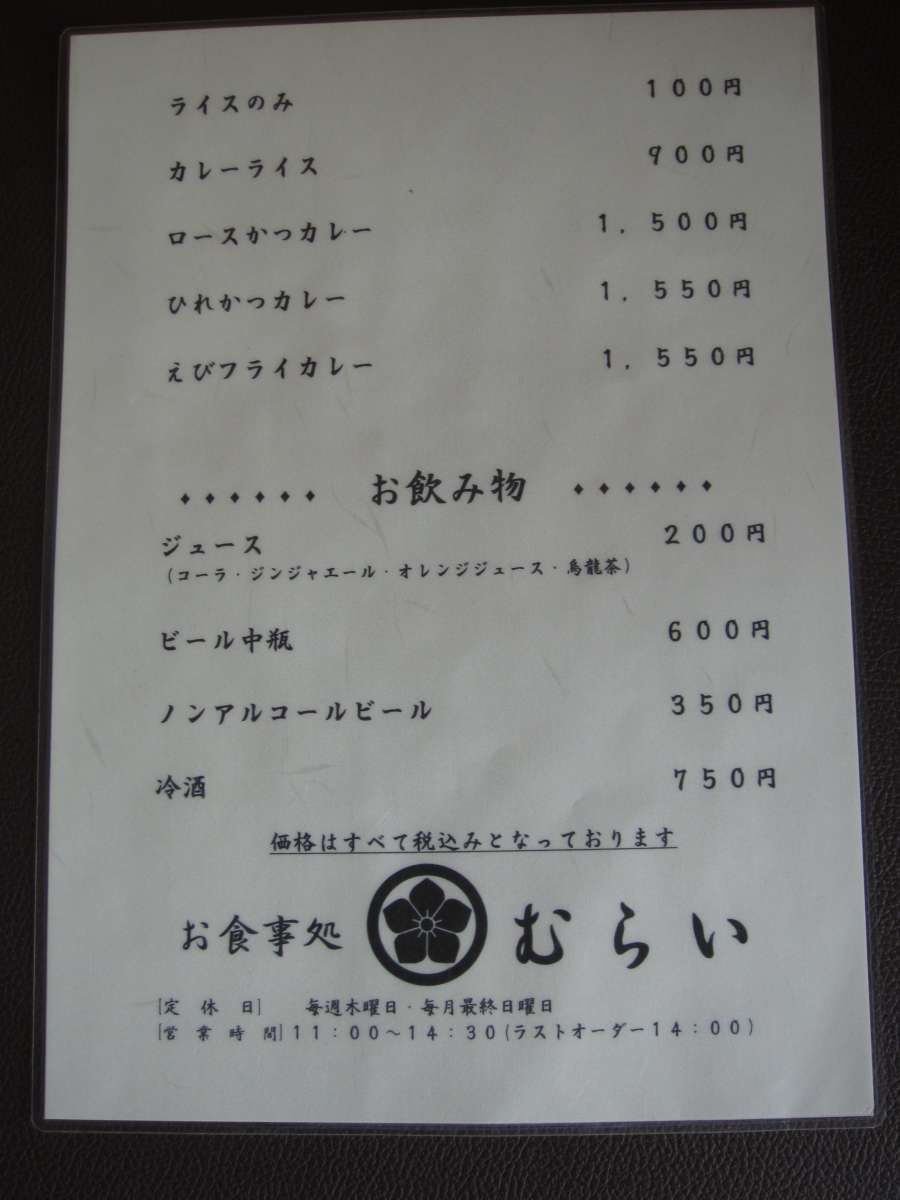 ライスのみ １００円
カレーライス ９００円
ロースかつカレー １，５００円
ひれかつカレー １，５５０円
えびフライカレー １，５５０円
♦♦♦♦♦♦ お飲み物 ♦♦♦♦♦♦
ジュース ２００円
（コーラ・ジンジャエール・オレンジジュース・烏龍茶）
ビール中瓶 ６００円
ノンアルコールビール ３５０円
冷酒 ７５０円
価格はすべて税込みとなっております
お食事処 むらい
[定休日] 毎週木曜日・毎月最終日曜日
[営業時間] １１：００～１４：３０(ラストオーダー１４：００)